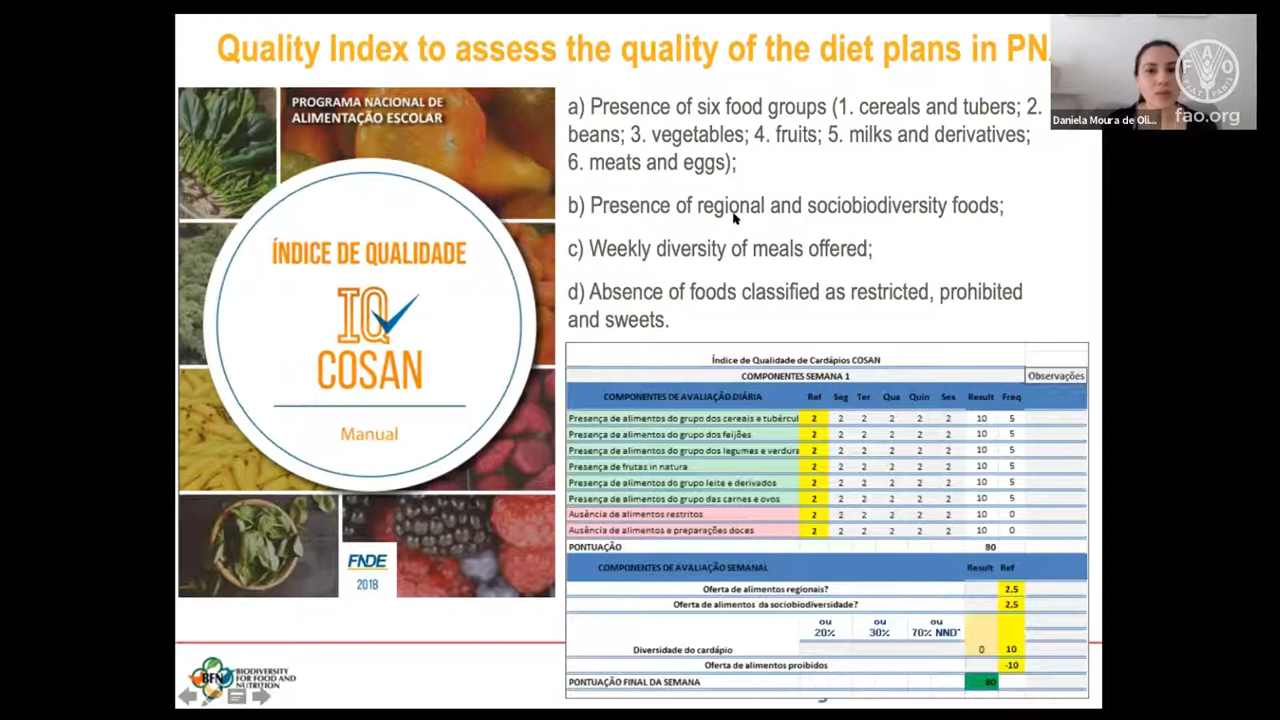 Quality Index to assess the quality of the diet plans in PN
Daniela Moura de Oli...
FAO
FIAT PANIS
fao.org
PROGRAMA NACIONAL DE
ALIMENTAÇÃO ESCOLAR
ÍNDICE DE QUALIDADE
IQ
COSAN
Manual
FNDE
2018
a) Presence of six food groups (1. cereals and tubers; 2.
beans; 3. vegetables; 4. fruits; 5. milks and derivatives;
6. meats and eggs);
b) Presence of regional and sociobiodiversity foods;
c) Weekly diversity of meals offered;
d) Absence of foods classified as restricted, prohibited
and sweets.
Índice de Qualidade de Cardápios COSAN
COMPONENTES SEMANA 1 Observações
COMPONENTES DE AVALIAÇÃO DIÁRIA Ref Seg Ter Qua Quin Sex Result Freq
Presença de alimentos do grupo dos cereais e tubércul 2 2 2 2 2 2 10 5
Presença de alimentos do grupo dos feijões 2 2 2 2 2 2 10 5
Presença de alimentos do grupo dos legumes e verdura 2 2 2 2 2 2 10 5
Presença de frutas in natura 2 2 2 2 2 2 10 5
Presença de alimentos do grupo leite e derivados 2 2 2 2 2 2 10 5
Presença de alimentos do grupo das carnes e ovos 2 2 2 2 2 2 10 5
Ausência de alimentos restritos 2 2 2 2 2 2 10 0
Ausência de alimentos e preparações doces 2 2 2 2 2 2 10 0
PONTUAÇÃO 80
COMPONENTES DE AVALIAÇÃO SEMANAL Result Ref
Oferta de alimentos regionais? 2,5
Oferta de alimentos da sociobiodiversidade? 2,5
ou ou ou
20% 30% 70% NND*
Diversidade do cardápio 0 10
Oferta de alimentos proibidos -10
PONTUAÇÃO FINAL DA SEMANA 80
BFN
BIODIVERSITY
FOR FOOD AND
NUTRITION